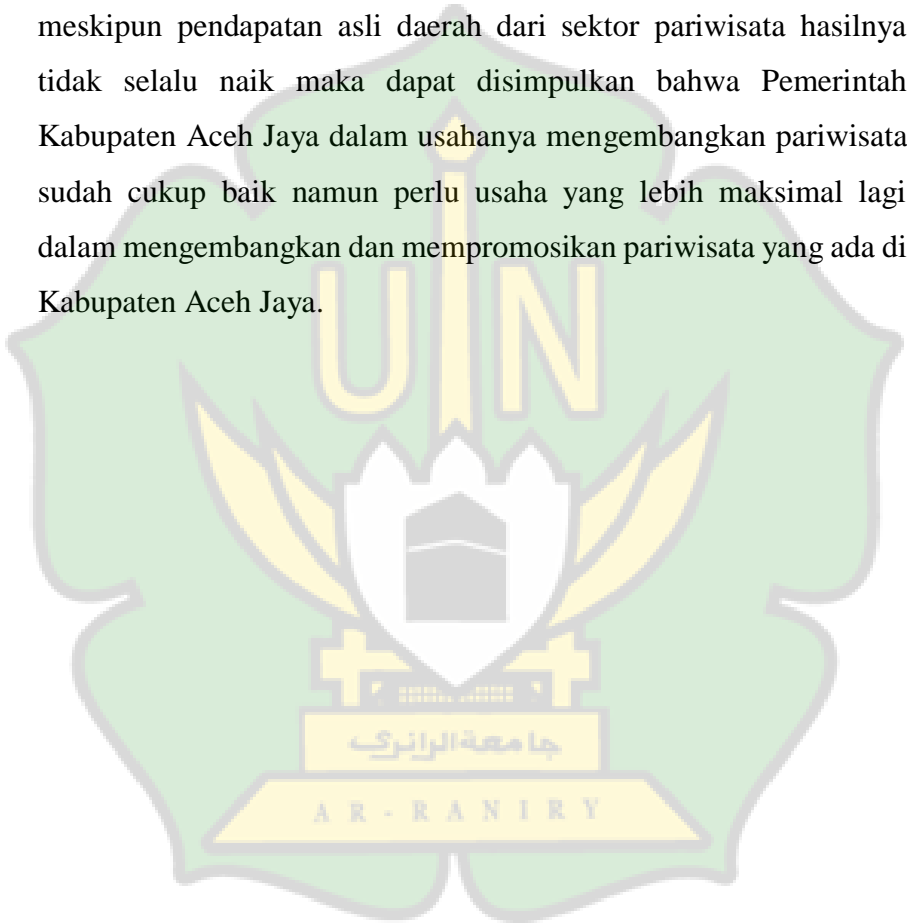 meskipun pendapatan asli daerah dari sektor pariwisata hasilnya
tidak selalu naik maka dapat disimpulkan bahwa Pemerintah
Kabupaten Aceh Jaya dalam usahanya mengembangkan pariwisata
sudah cukup baik namun perlu usaha yang lebih maksimal lagi
dalam mengembangkan dan mempromosikan pariwisata yang ada di
Kabupaten Aceh Jaya.
UIN
جامعة الرانري
AR-RANIRY